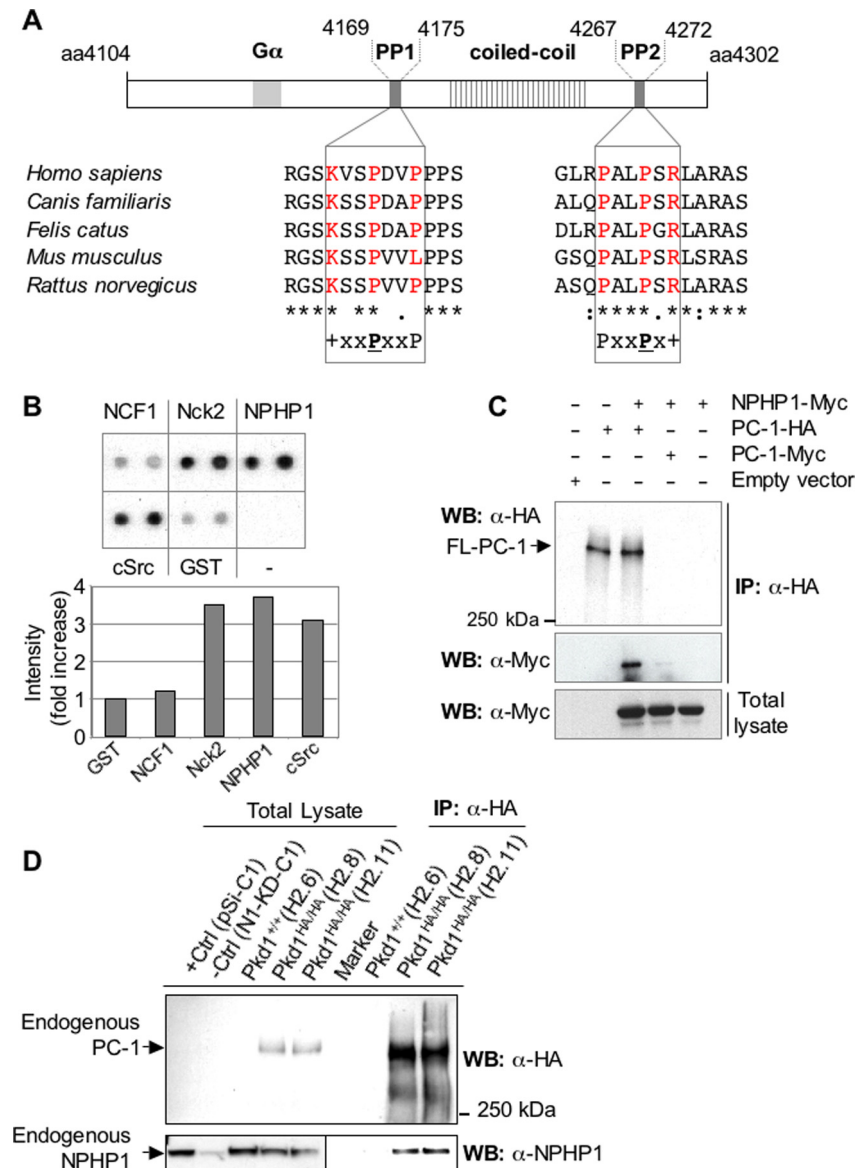 A
4169 4175 4267 4272
aa4104 Gα PP1 coiled-coil PP2 aa4302
Homo sapiens RGSKVSPDVPPPS GLRPALPSRLARAS
Canis familiaris RGSKSSPDAPPPS ALQPALPSRLARAS
Felis catus RGSKSSPDAPPPS DLRPALPGRLARAS
Mus musculus RGSKSSPVVLPPS GSQPALPSRLSRAS
Rattus norvegicus RGSKSSPVVPPPS ASQPALPSRLARAS
**** ** . *** :****.**:***
+xxPxxP PxxPx+
B
NCF1 Nck2 NPHP1
cSrc GST -
Intensity
(fold increase)
4
3
2
1
0
GST NCF1 Nck2 NPHP1 cSrc
C
– – + + + NPHP1-Myc
– + + – – PC-1-HA
– – – + – PC-1-Myc
+ – – – – Empty vector
WB: α-HA
FL-PC-1
250 kDa
IP: α-HA
WB: α-Myc
WB: α-Myc
Total
lysate
D
Total Lysate IP: α-HA
+Ctrl (pSi-C1)
-Ctrl (N1-KD-C1)
Pkd1+/+ (H2.6)
Pkd1HA/HA (H2.8)
Pkd1HA/HA (H2.11)
Marker
Pkd1+/+ (H2.6)
Pkd1HA/HA (H2.8)
Pkd1HA/HA (H2.11)
Endogenous
PC-1
WB: α-HA
250 kDa
Endogenous
NPHP1
WB: α-NPHP1